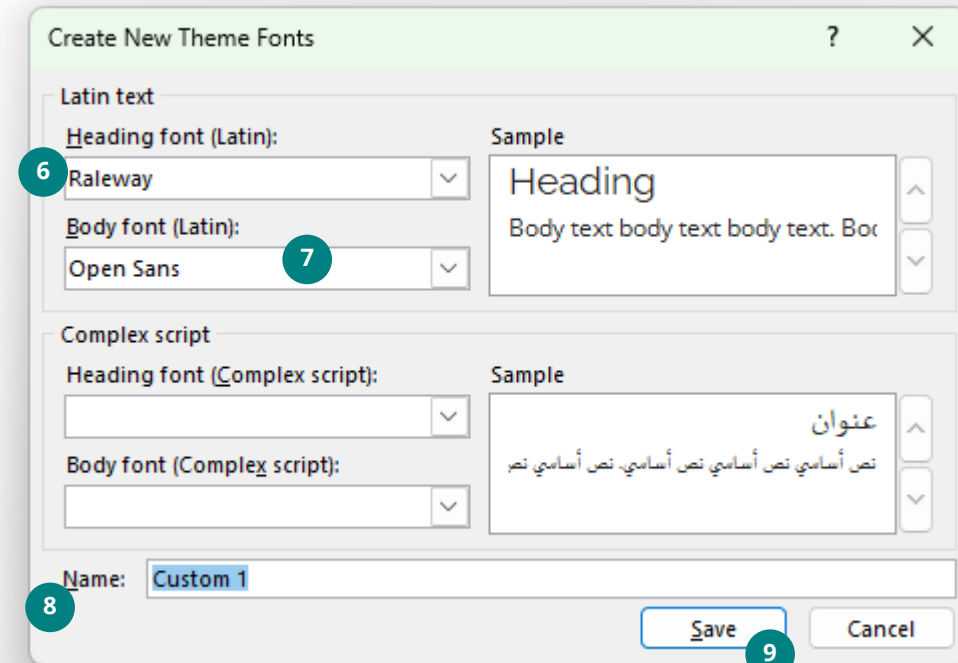 Create New Theme Fonts ?
Latin text
Heading font (Latin):
6
Raleway
Body font (Latin):
7
Open Sans
Sample
Heading
Body text body text body text. Boc
Complex script
Heading font (Complex script):
Body font (Complex script):
Sample
عنوان
نص أساسي نص أساسي نص أساسي. نص أساسي نص
Name: Custom 1
8
Save Cancel
9